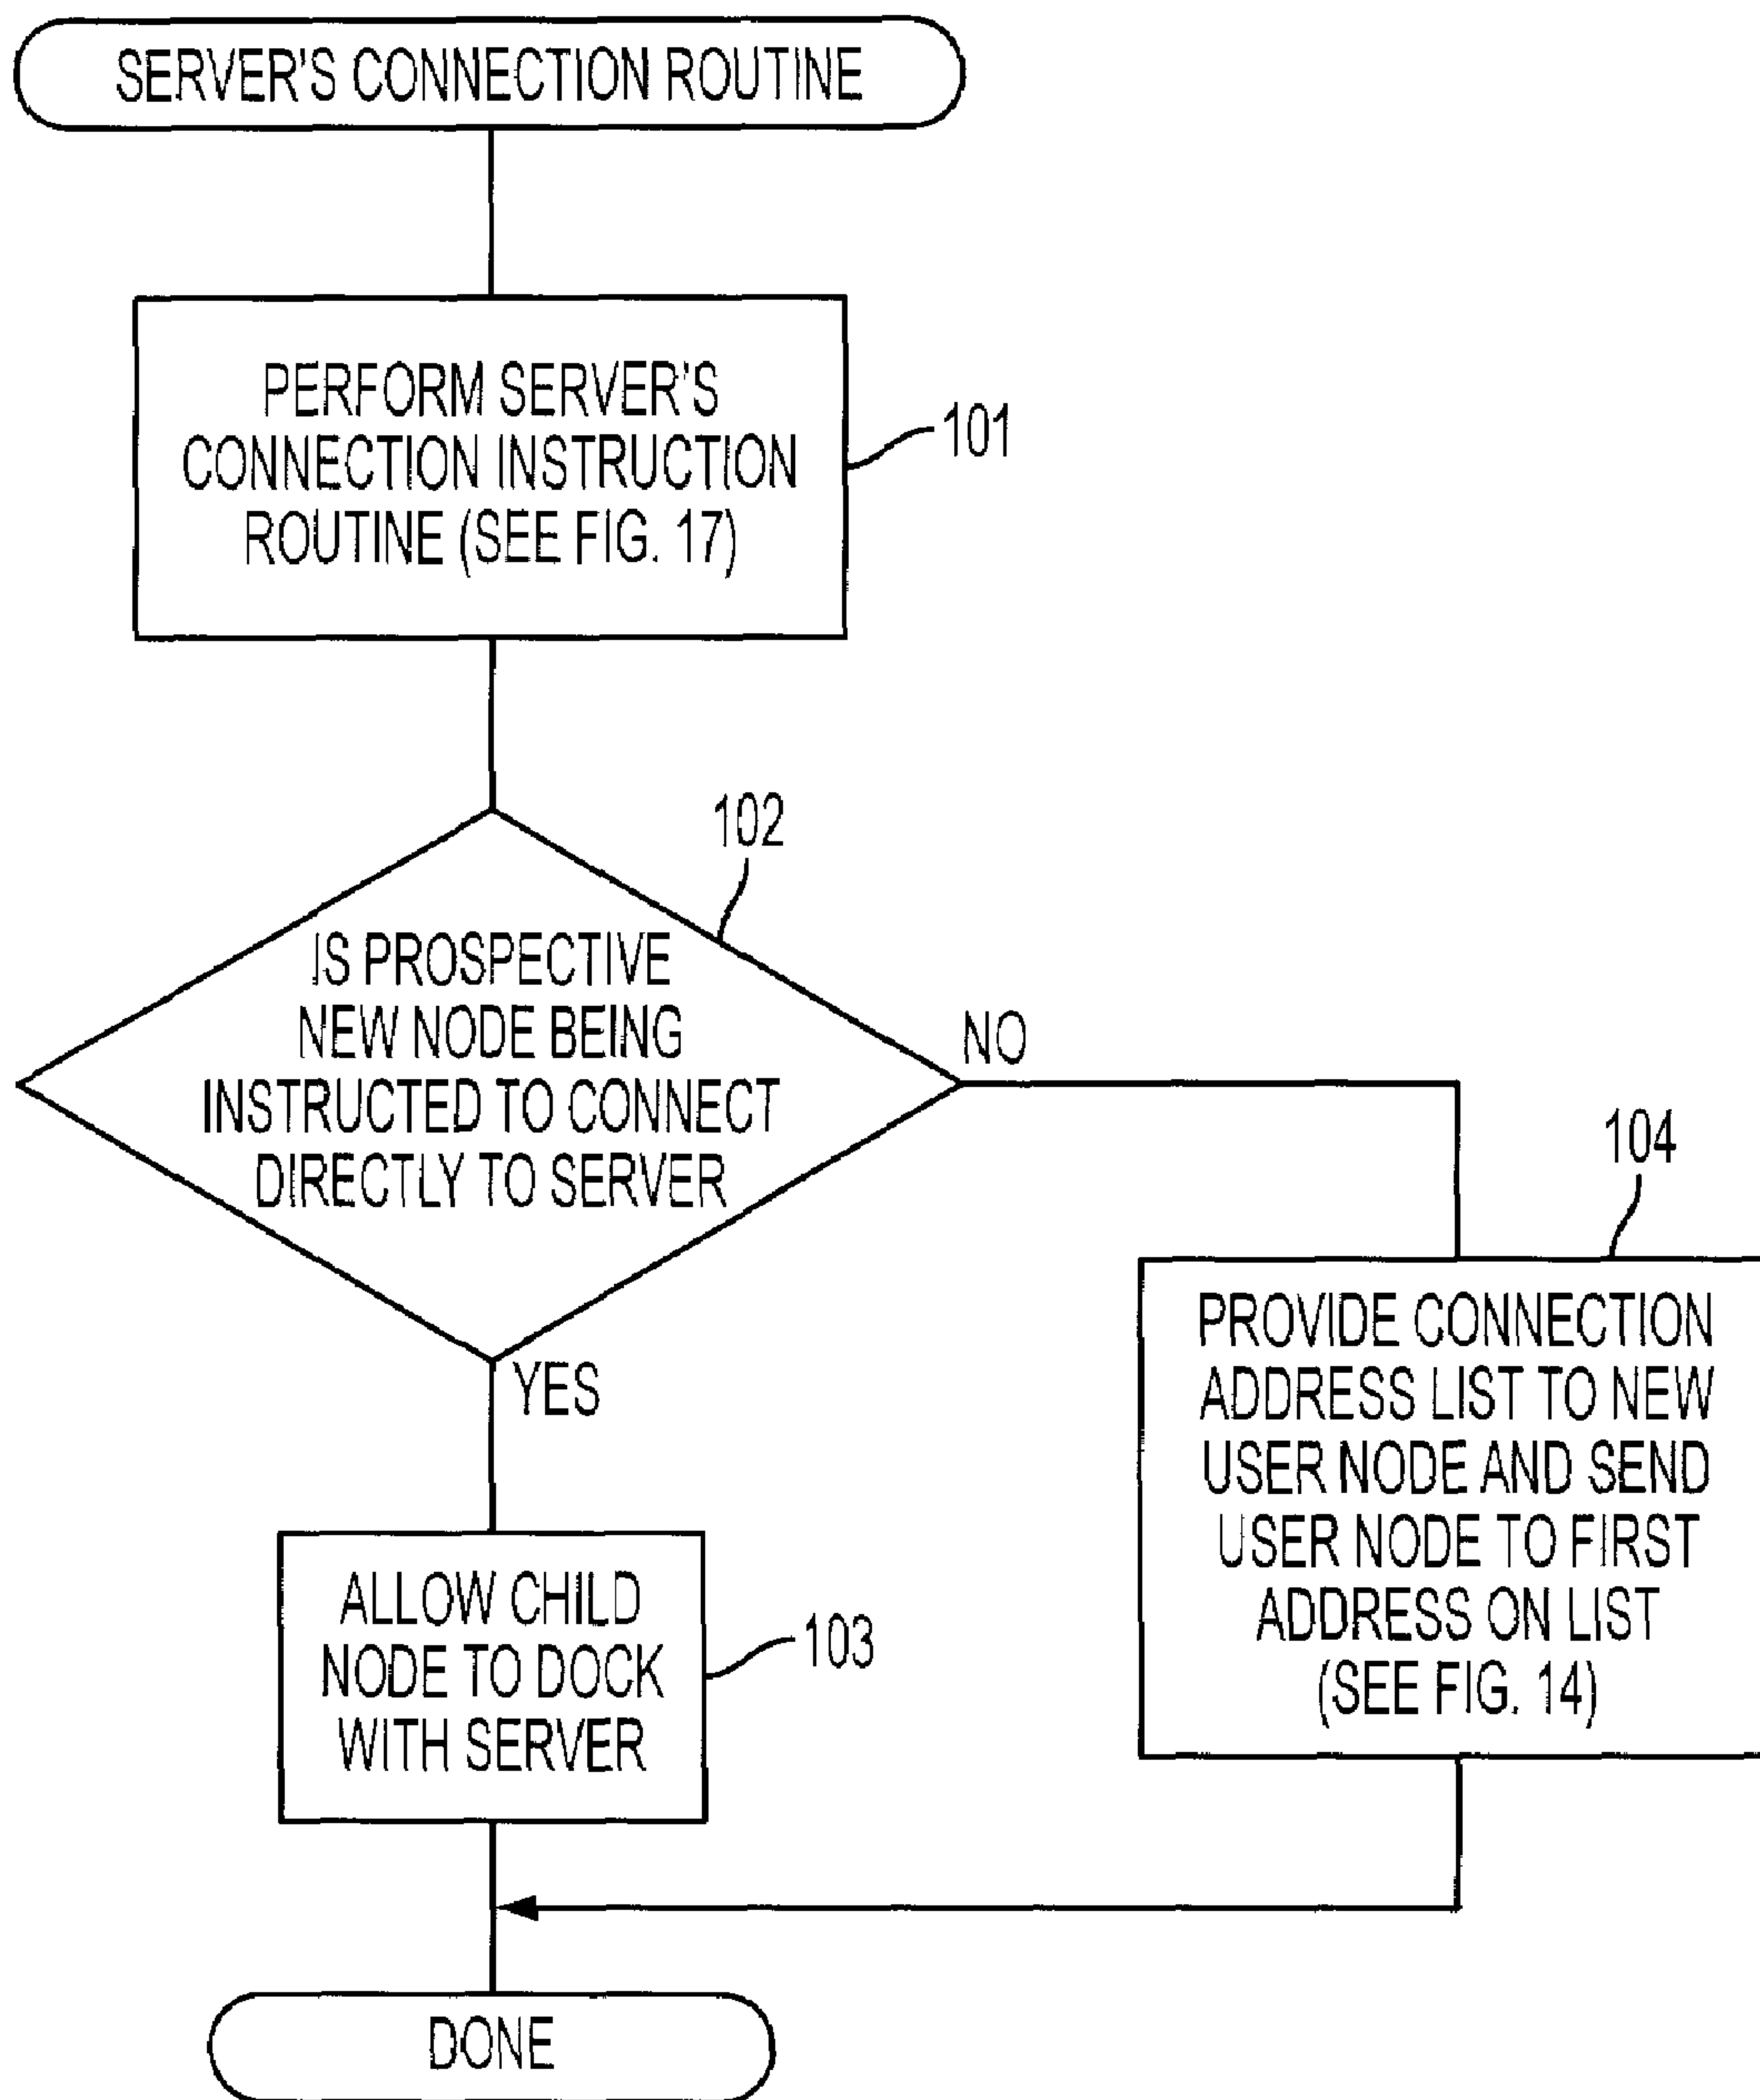 SERVER'S CONNECTION ROUTINE
PERFORM SERVER'S
CONNECTION INSTRUCTION
ROUTINE (SEE FIG. 17)
101
102
IS PROSPECTIVE
NEW NODE BEING
INSTRUCTED TO CONNECT
DIRECTLY TO SERVER
NO
YES
104
PROVIDE CONNECTION
ADDRESS LIST TO NEW
USER NODE AND SEND
USER NODE TO FIRST
ADDRESS ON LIST
(SEE FIG. 14)
ALLOW CHILD
NODE TO DOCK
WITH SERVER
103
DONE